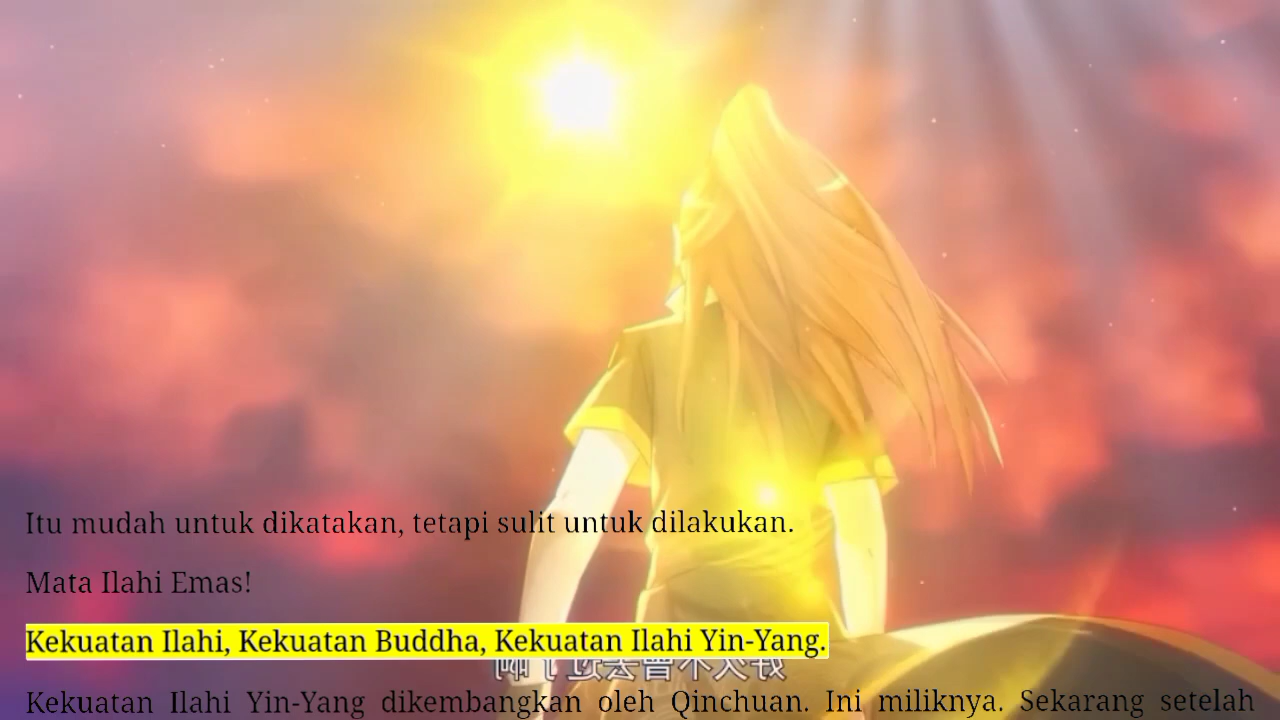 Itu mudah untuk dikatakan, tetapi sulit untuk dilakukan.
Mata Ilahi Emas!
Kekuatan Ilahi, Kekuatan Buddha, Kekuatan Ilahi Yin-Yang.
Kekuatan Ilahi Yin-Yang dikembangkan oleh Qinchuan. Ini miliknya. Sekarang setelah